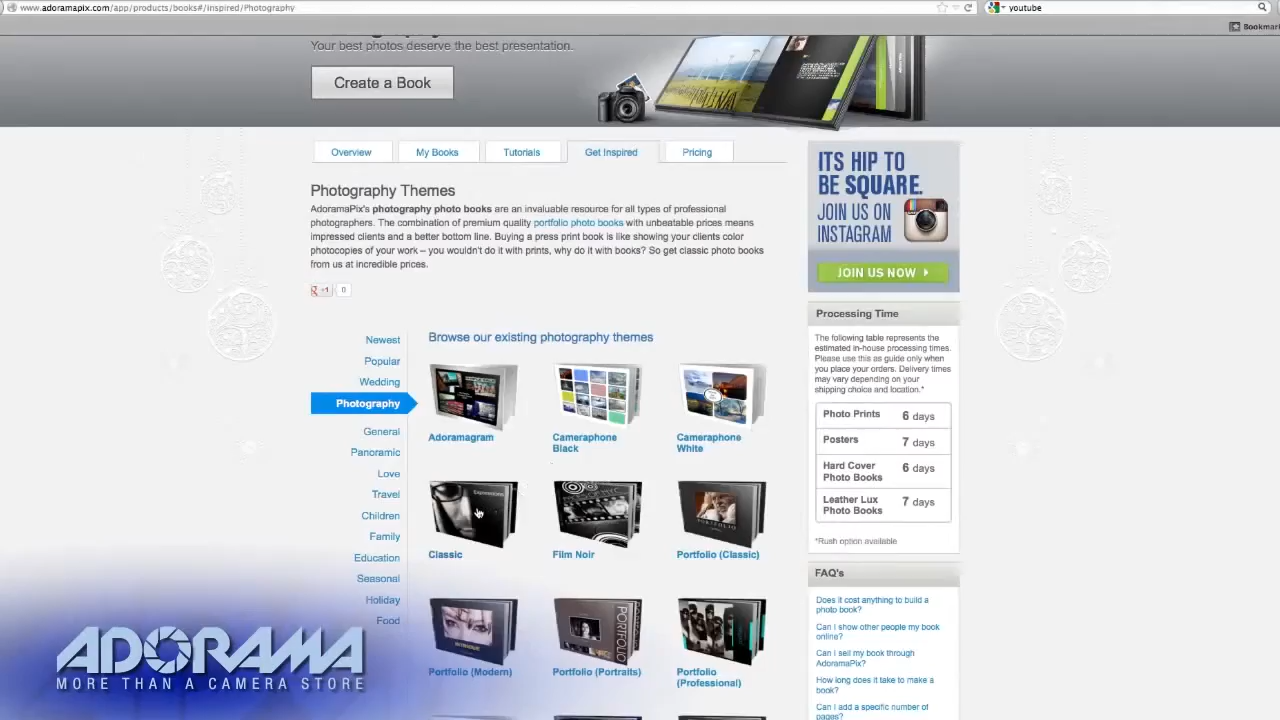 www.adoramapix.com/app/products/books#/inspired/Photography
youtube
Your best photos deserve the best presentation.
Create a Book
Overview
My Books
Tutorials
Get Inspired
Pricing
Photography Themes
AdoramaPix's photography photo books are an invaluable resource for all types of professional
photographers. The combination of premium quality portfolio photo books with unbeatable prices means
impressed clients and a better bottom line. Buying a press print book is like showing your clients color
photocopies of your work – you wouldn't do it with prints, why do it with books? So get classic photo books
from us at incredible prices.
+1
0
Newest
Popular
Wedding
Photography
General
Panoramic
Love
Travel
Children
Family
Education
Seasonal
Holiday
Food
Browse our existing photography themes
Adoramagram
Cameraphone
Black
Cameraphone
White
Expressions
Classic
Film Noir
PORTFOLIO
Portfolio (Classic)
Portfolio (Modern)
PORTFOLIO
Portfolio (Portraits)
Portfolio
(Professional)
ITS HIP TO
BE SQUARE.
JOIN US ON
INSTAGRAM
JOIN US NOW
Processing Time
The following table represents the
estimated in-house processing times.
Please use this as guide only when
you place your orders. Delivery times
may vary depending on your
shipping choice and location.*
Photo Prints 6 days
Posters 7 days
Hard Cover
Photo Books 6 days
Leather Lux
Photo Books 7 days
*Rush option available
FAQ's
Does it cost anything to build a
photo book?
Can I show other people my book
online?
Can I sell my book through
AdoramaPix?
How long does it take to make a
book?
Can I add a specific number of
pages?
ADORAMA
MORE THAN A CAMERA STORE